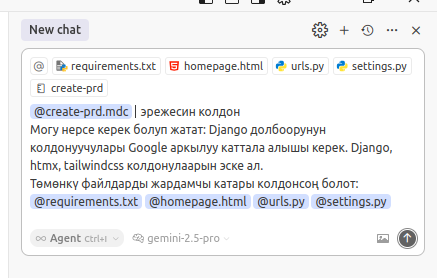 New chat
@ requirements.txt homepage.html urls.py settings.py
create-prd
@create-prd.mdc | эрежесин колдон
Могу нерсе керек болуп жатат: Django долбоорунун
колдонуучулары Google аркылуу каттала алышы керек. Django,
htmx, tailwindcss колдонулаарын эске ал.
Төмөнкү файлдарды жардамчы катары колдонсоң болот:
@requirements.txt @homepage.html @urls.py @settings.py
Agent Ctrl+I gemini-2.5-pro